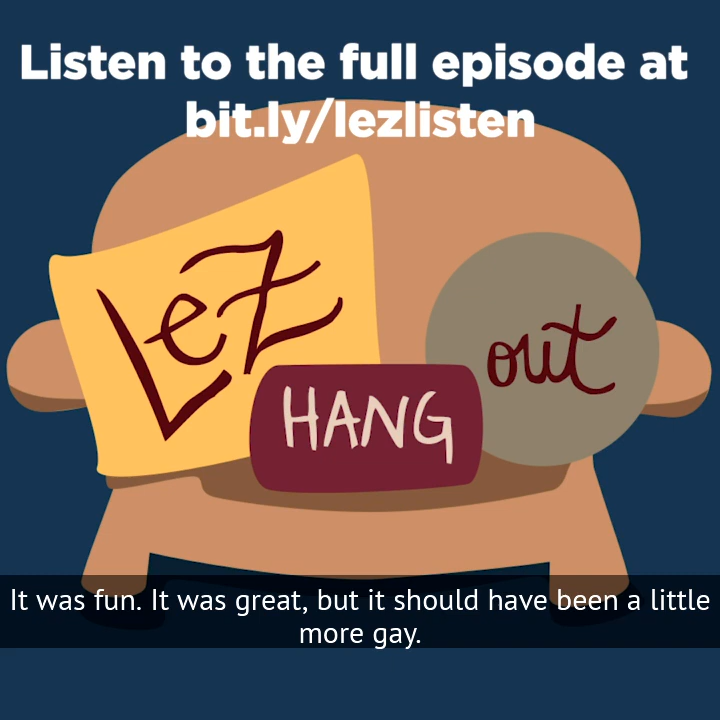 Listen to the full episode at
bit.ly/lezlisten
Lez
HANG
out
It was fun. It was great, but it should have been a little
more gay.